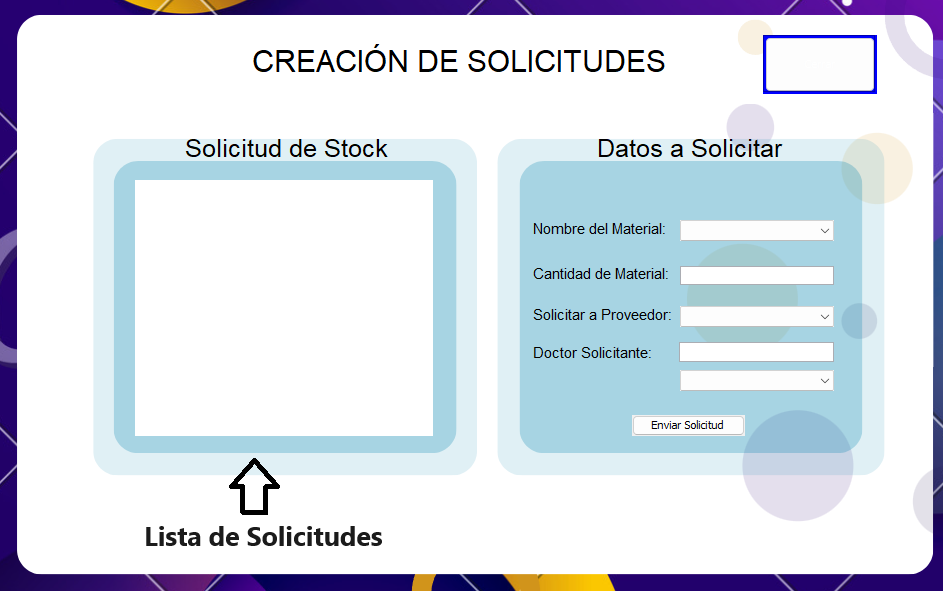 CREACIÓN DE SOLICITUDES
Solicitud de Stock
Datos a Solicitar
Nombre del Material:
Cantidad de Material:
Solicitar a Proveedor:
Doctor Solicitante:
Enviar Solicitud
Lista de Solicitudes